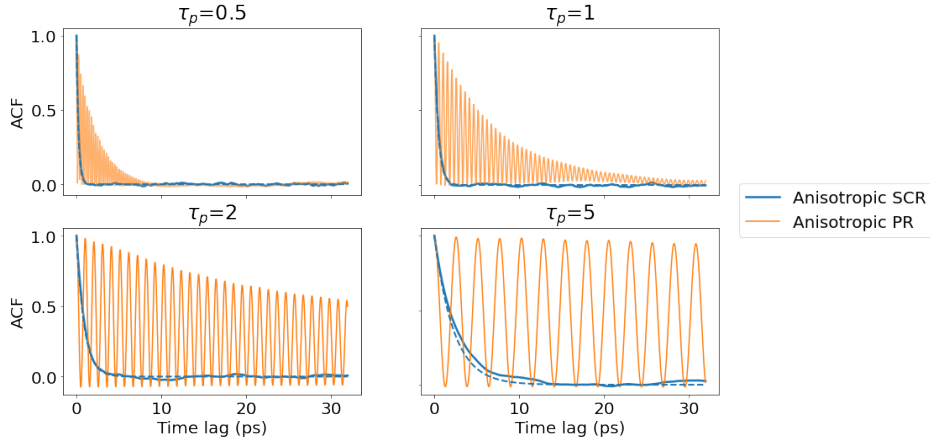 τp=0.5
τp=1
1.0
0.5
0.0
ACF
Anisotropic SCR
Anisotropic PR
τp=2
τp=5
1.0
0.5
0.0
ACF
0 10 20 30
0 10 20 30
Time lag (ps)
Time lag (ps)